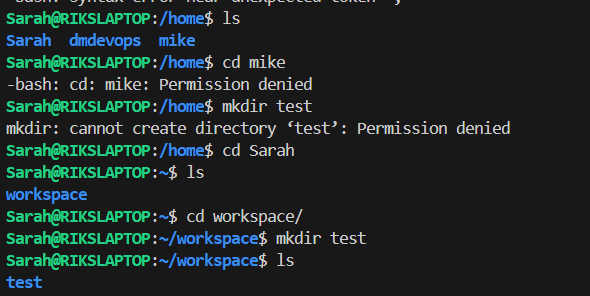 -bash: syntax error near unexpected token
Sarah@RIKSLAPTOP:/home$ ls
Sarah  dmdevops  mike
Sarah@RIKSLAPTOP:/home$ cd mike
-bash: cd: mike: Permission denied
Sarah@RIKSLAPTOP:/home$ mkdir test
mkdir: cannot create directory ‘test’: Permission denied
Sarah@RIKSLAPTOP:/home$ cd Sarah
Sarah@RIKSLAPTOP:~$ ls
workspace
Sarah@RIKSLAPTOP:~$ cd workspace/
Sarah@RIKSLAPTOP:~/workspace$ mkdir test
Sarah@RIKSLAPTOP:~/workspace$ ls
test